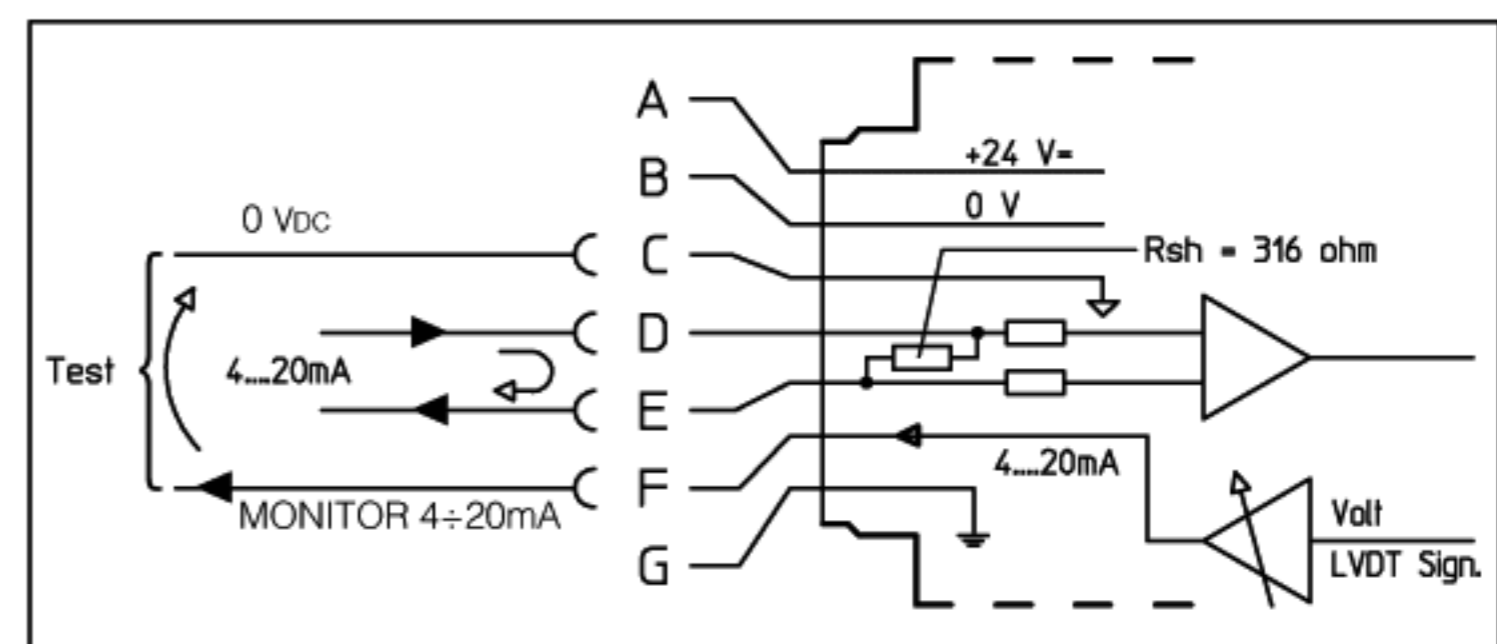 A
+24 V=
B
0 V
0 VDC
C
Rsh = 316 ohm
D
Test
4....20mA
E
4....20mA
F
MONITOR 4÷20mA
Volt
G
LVDT Sign.